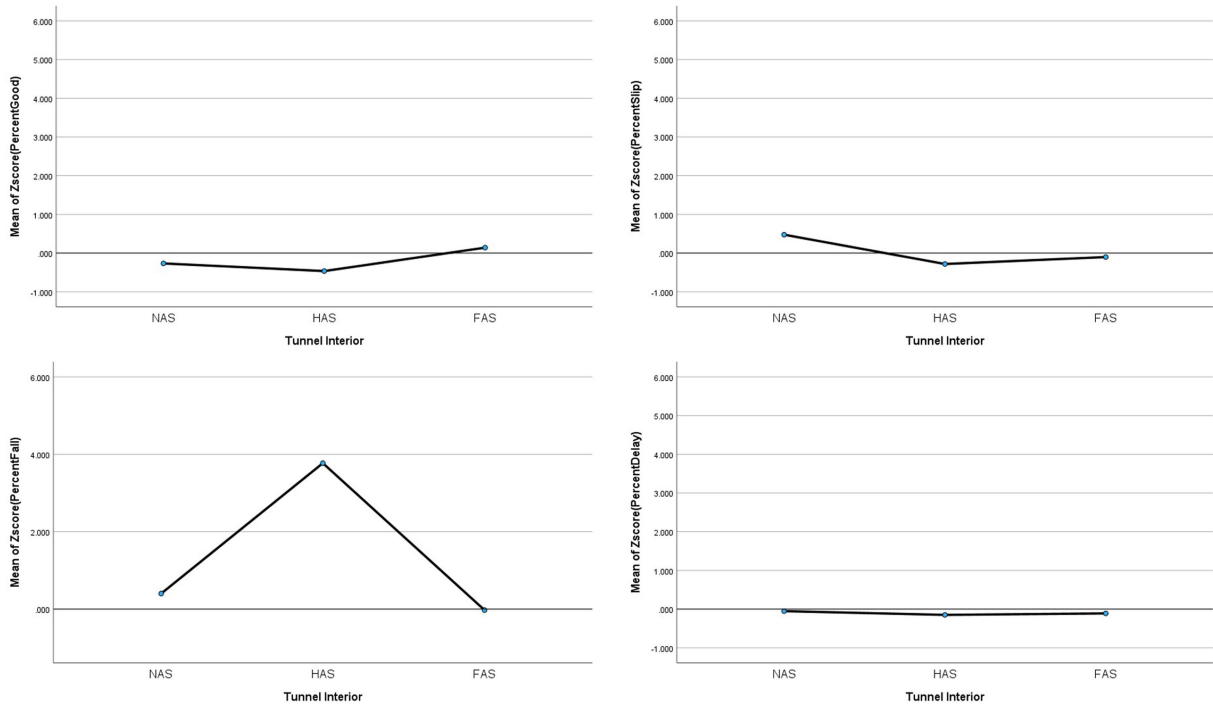 Mean of Zscore(PercentGood)
6.000
5.000
4.000
3.000
2.000
1.000
.000
-1.000
NAS
HAS
FAS
Tunnel Interior
Mean of Zscore(PercentSlip)
6.000
5.000
4.000
3.000
2.000
1.000
.000
-1.000
NAS
HAS
FAS
Tunnel Interior
Mean of Zscore(PercentFall)
6.000
4.000
2.000
.000
NAS
HAS
FAS
Tunnel Interior
Mean of Zscore(PercentDelay)
6.000
5.000
4.000
3.000
2.000
1.000
.000
-1.000
NAS
HAS
FAS
Tunnel Interior